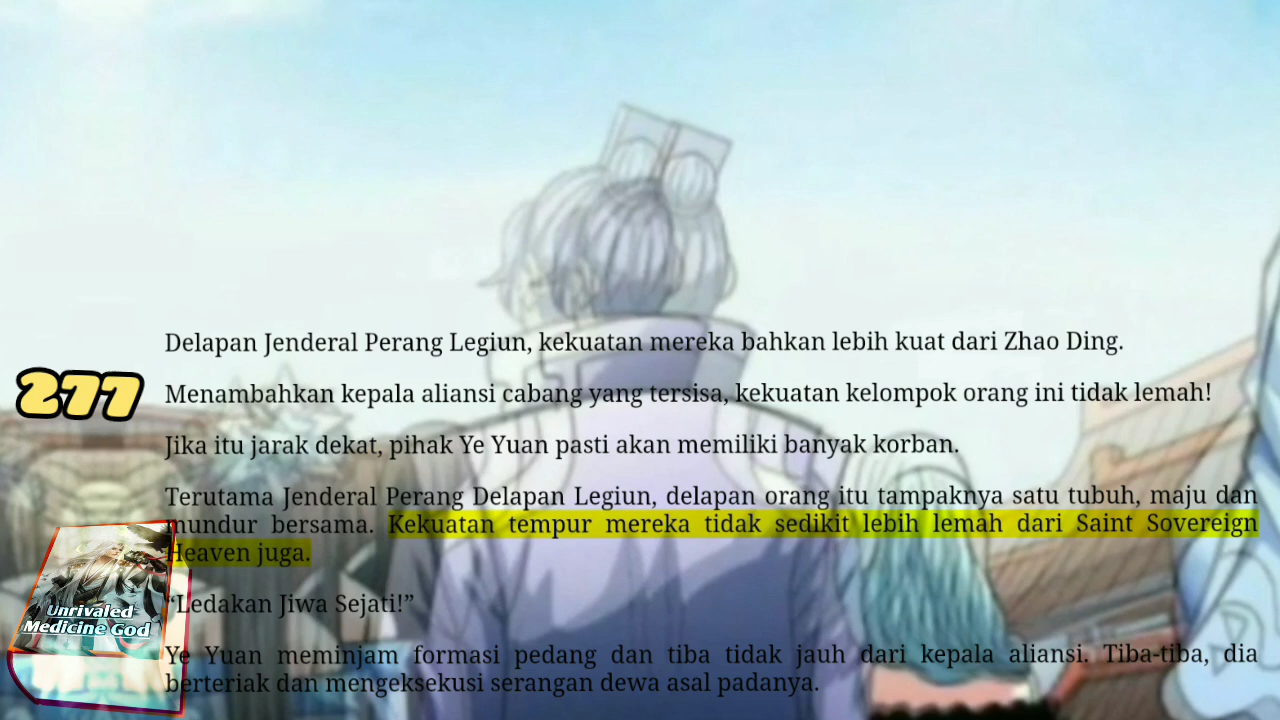 Delapan Jenderal Perang Legiun, kekuatan mereka bahkan lebih kuat dari Zhao Ding.
277
Menambahkan kepala aliansi cabang yang tersisa, kekuatan kelompok orang ini tidak lemah!
Jika itu jarak dekat, pihak Ye Yuan pasti akan memiliki banyak korban.
Terutama Jenderal Perang Delapan Legiun, delapan orang itu tampaknya satu tubuh, maju dan
mundur bersama. Kekuatan tempur mereka tidak sedikit lebih lemah dari Saint Sovereign
Heaven juga.
“Ledakan Jiwa Sejati!”
Unrivaled
Medicine God
Ye Yuan meminjam formasi pedang dan tiba tidak jauh dari kepala aliansi. Tiba-tiba, dia
berteriak dan mengeksekusi serangan dewa asal padanya.